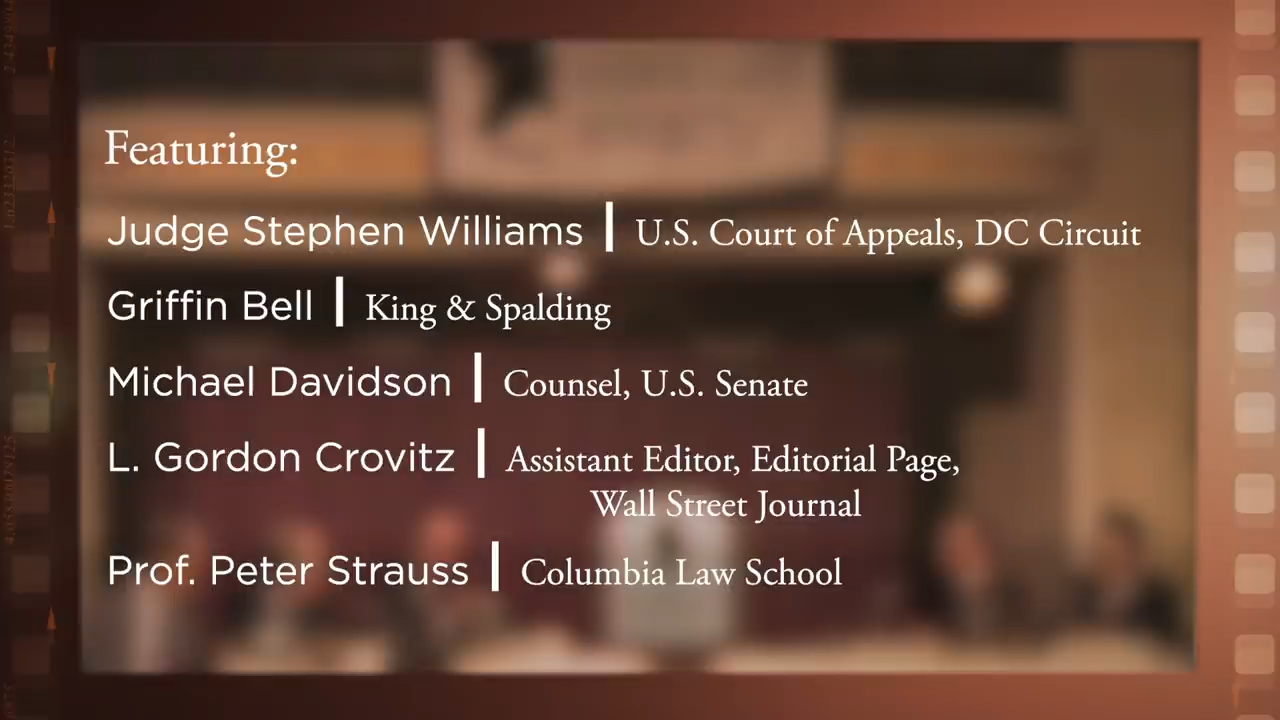 Featuring:
Judge Stephen Williams | U.S. Court of Appeals, DC Circuit
Griffin Bell | King & Spalding
Michael Davidson | Counsel, U.S. Senate
L. Gordon Crovitz | Assistant Editor, Editorial Page,
Wall Street Journal
Prof. Peter Strauss | Columbia Law School